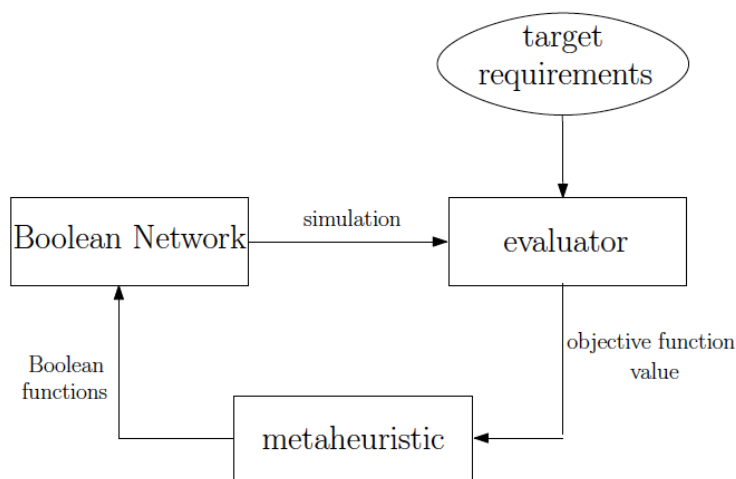 target
requirements
Boolean Network
simulation
evaluator
Boolean
functions
objective function
value
metaheuristic